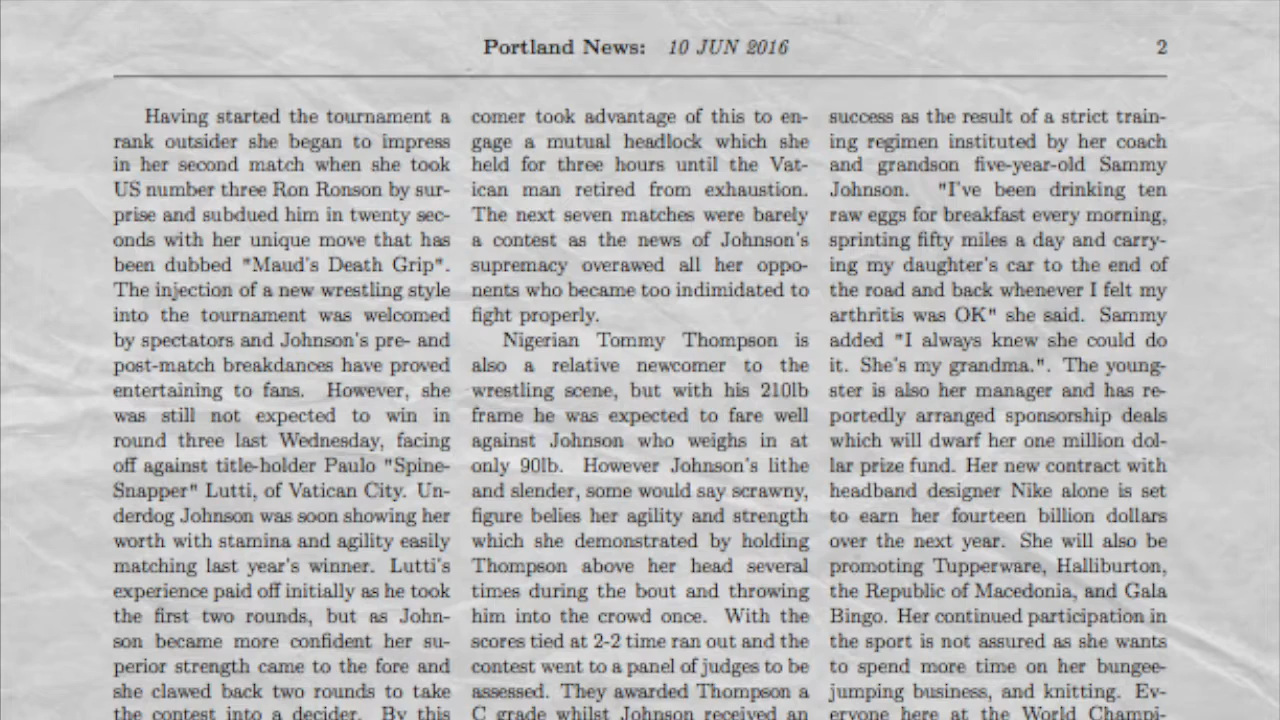 Portland News: 10 JUN 2016 2
Having started the tournament a
rank outsider she began to impress
in her second match when she took
US number three Ron Ronson by sur-
prise and subdued him in twenty sec-
onds with her unique move that has
been dubbed "Maud's Death Grip".
The injection of a new wrestling style
into the tournament was welcomed
by spectators and Johnson's pre- and
post-match breakdances have proved
entertaining to fans. However, she
was still not expected to win in
round three last Wednesday, facing
off against title-holder Paulo "Spine-
Snapper" Lutti, of Vatican City. Un-
derdog Johnson was soon showing her
worth with stamina and agility easily
matching last year's winner. Lutti's
experience paid off initially as he took
the first two rounds, but as John-
son became more confident her su-
perior strength came to the fore and
she clawed back two rounds to take
the contest into a decider. By this
comer took advantage of this to en-
gage a mutual headlock which she
held for three hours until the Vat-
ican man retired from exhaustion.
The next seven matches were barely
a contest as the news of Johnson's
supremacy overawed all her oppo-
nents who became too indimidated to
fight properly.
Nigerian Tommy Thompson is
also a relative newcomer to the
wrestling scene, but with his 210lb
frame he was expected to fare well
against Johnson who weighs in at
only 90lb. However Johnson's lithe
and slender, some would say scrawny,
figure belies her agility and strength
which she demonstrated by holding
Thompson above her head several
times during the bout and throwing
him into the crowd once. With the
scores tied at 2-2 time ran out and the
contest went to a panel of judges to be
assessed. They awarded Thompson a
C grade whilst Johnson received an
success as the result of a strict train-
ing regimen instituted by her coach
and grandson five-year-old Sammy
Johnson. "I've been drinking ten
raw eggs for breakfast every morning,
sprinting fifty miles a day and carry-
ing my daughter's car to the end of
the road and back whenever I felt my
arthritis was OK" she said. Sammy
added "I always knew she could do
it. She's my grandma.". The young-
ster is also her manager and has re-
portedly arranged sponsorship deals
which will dwarf her one million dol-
lar prize fund. Her new contract with
headband designer Nike alone is set
to earn her fourteen billion dollars
over the next year. She will also be
promoting Tupperware, Halliburton,
the Republic of Macedonia, and Gala
Bingo. Her continued participation in
the sport is not assured as she wants
to spend more time on her bungee-
jumping business, and knitting. Ev-
eryone here at the World Champi-